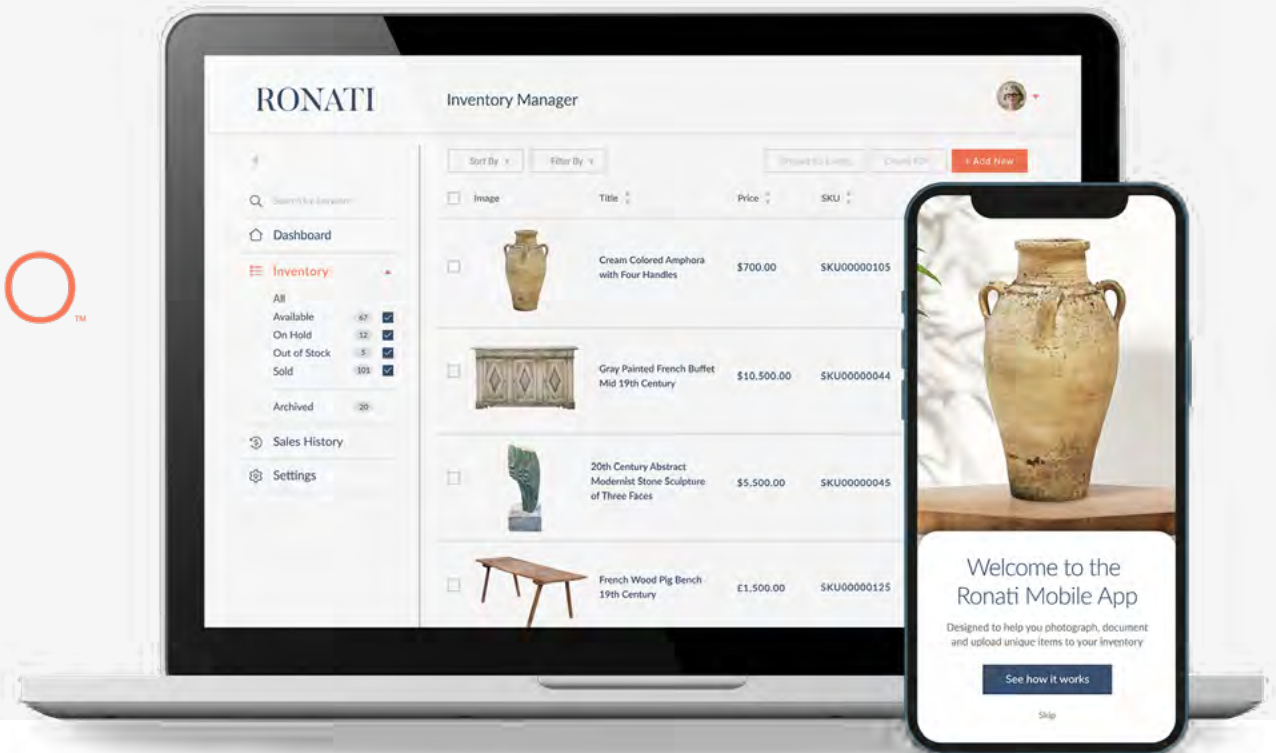 RONATI
Inventory Manager
Sort By
Filter By
+ Add New
Search by
Image
Title
Price
SKU
Dashboard
Inventory
All
Available 67
On Hold 12
Out of Stock 5
Sold 101
Archived 20
Sales History
Settings
Cream Colored Amphora
with Four Handles
$700.00
SKU00000105
Gray Painted French Buffet
Mid 19th Century
$10,500.00
SKU00000044
20th Century Abstract
Modernist Stone Sculpture
of Three Faces
$5,500.00
SKU00000045
French Wood Pig Bench
19th Century
£1,500.00
SKU00000125
TM
Welcome to the
Ronati Mobile App
Designed to help you photograph, document
and upload unique items to your inventory
See how it works
Skip